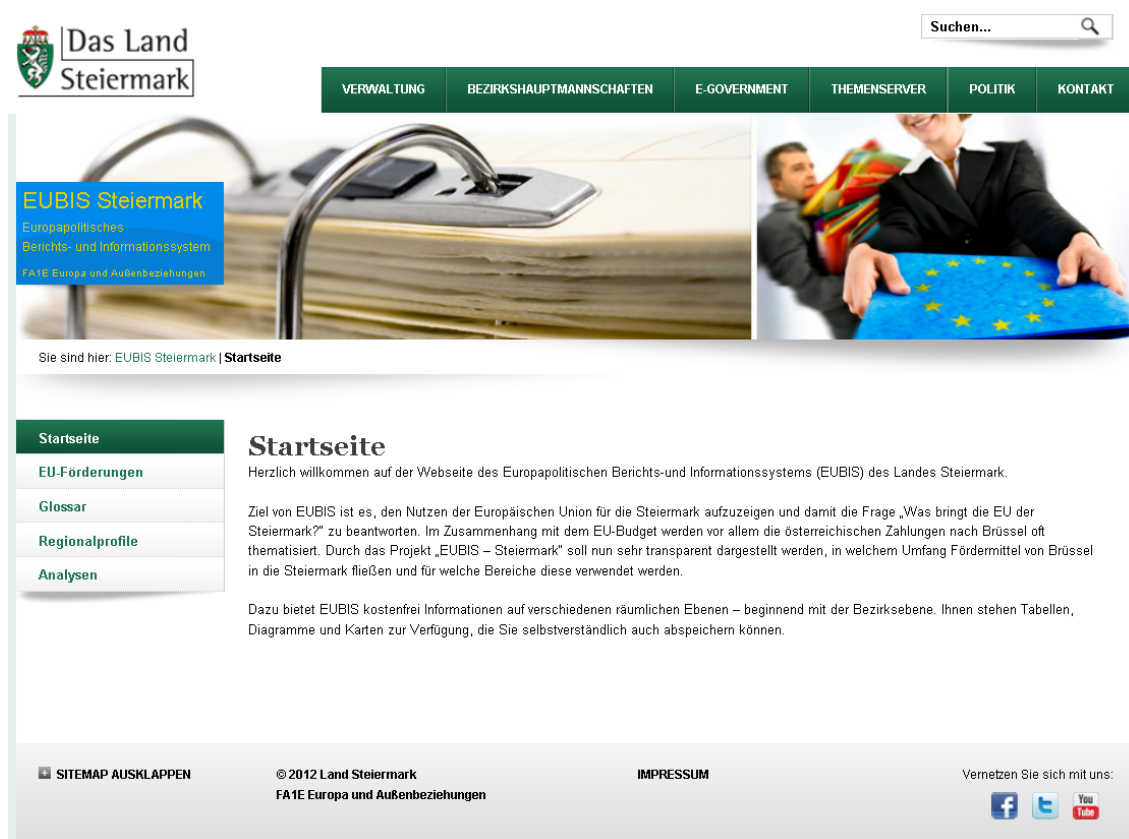 Das Land
Steiermark
Suchen...
VERWALTUNG
BEZIRKSHAUPTMANNSCHAFTEN
E-GOVERNMENT
THEMENSERVER
POLITIK
KONTAKT
EUBIS Steiermark
Europapolitisches
Berichts- und Informationssystem
FA1E Europa und Außenbeziehungen
Sie sind hier: EUBIS Steiermark | Startseite
Startseite
EU-Förderungen
Glossar
Regionalprofile
Analysen
Startseite
Herzlich willkommen auf der Webseite des Europapolitischen Berichts-und Informationssystems (EUBIS) des Landes Steiermark.
Ziel von EUBIS ist es, den Nutzen der Europäischen Union für die Steiermark aufzuzeigen und damit die Frage „Was bringt die EU der
Steiermark?" zu beantworten. Im Zusammenhang mit dem EU-Budget werden vor allem die österreichischen Zahlungen nach Brüssel oft
thematisiert. Durch das Projekt „EUBIS – Steiermark" soll nun sehr transparent dargestellt werden, in welchem Umfang Fördermittel von Brüssel
in die Steiermark fließen und für welche Bereiche diese verwendet werden.
Dazu bietet EUBIS kostenfrei Informationen auf verschiedenen räumlichen Ebenen – beginnend mit der Bezirksebene. Ihnen stehen Tabellen,
Diagramme und Karten zur Verfügung, die Sie selbstverständlich auch abspeichern können.
SITEMAP AUSKLAPPEN
© 2012 Land Steiermark
FA1E Europa und Außenbeziehungen
IMPRESSUM
Vernetzen Sie sich mit uns:
You
Tube